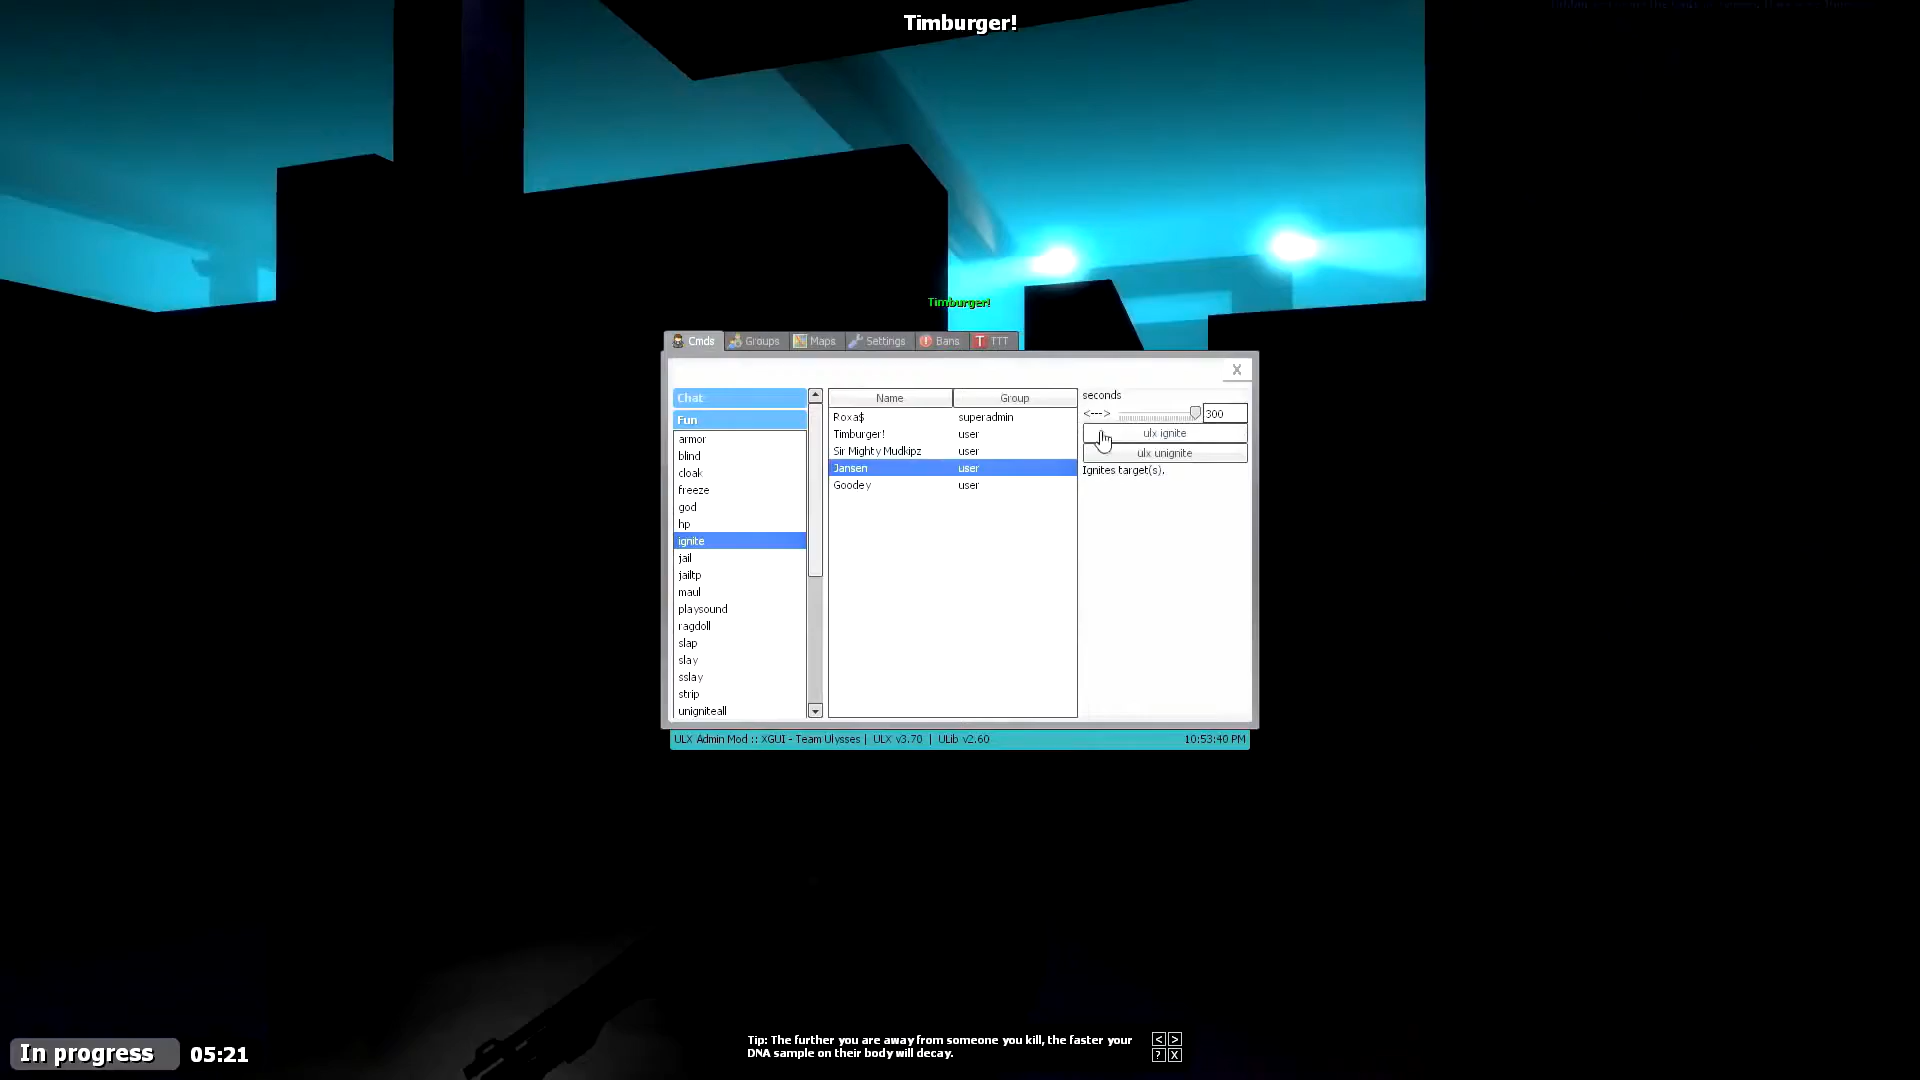 Timburger!
Timburger!
Cmds Groups Maps Settings Bans T TTT
X
Chat
Fun
armor
blind
cloak
freeze
god
hp
ignite
jail
jailtp
maul
playsound
ragdoll
slap
slay
sslay
strip
unigniteall
Name Group
Roxa$ superadmin
Timburger! user
Sir Mighty Mudkipz user
Jansen user
Goodey user
seconds
<---> 300
ulx ignite
ulx unignite
Ignites target(s).
ULX Admin Mod :: XGUI - Team Ulysses | ULX v3.70 | ULib v2.60 10:53:40 PM
In progress 05:21
Tip: The further you are away from someone you kill, the faster your
DNA sample on their body will decay.
< >
? X